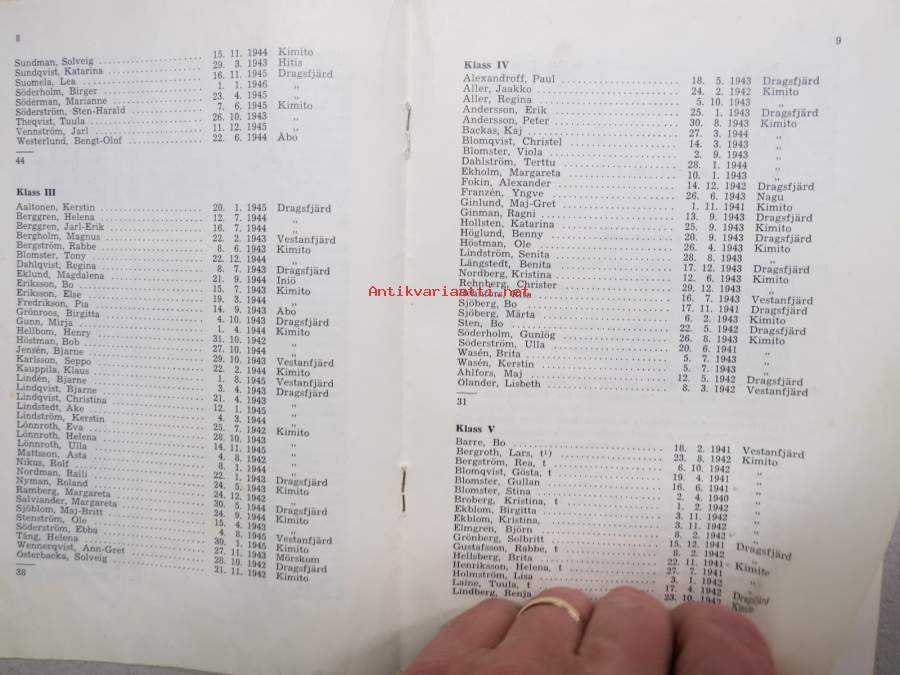 8
Sundman, Solveig 15. 11. 1944 Kimito
Sundqvist, Katarina 29. 3. 1943 Hitis
Suomela, Lea 16. 11. 1945 Dragsfjärd
Söderholm, Birger 1. 1. 1946 „
Söderman, Marianne 23. 4. 1945 „
Söderström, Sten-Harald 7. 6. 1945 Kimito
Theqvist, Tuula 26. 10. 1943 „
Vennström, Jarl 11. 12. 1945 „
Westerlund, Bengt-Olof 22. 6. 1944 Åbo
44
Klass III
Aaltonen, Kerstin 20. 1. 1945 Dragsfjärd
Berggren, Helena 12. 7. 1944 „
Berggren, Jarl-Erik 16. 7. 1944 „
Bergholm, Magnus 22. 2. 1943 Vestanfjärd
Bergström, Rabbe 8. 6. 1943 Kimito
Blomster, Tony 22. 12. 1944 „
Dahlqvist, Regina 8. 7. 1943 Dragsfjärd
Eklund, Magdalena 21. 9. 1944 Iniö
Eriksson, Bo 15. 7. 1943 Kimito
Eriksson, Else 19. 3. 1944 „
Fredrikson, Pia 14. 9. 1943 Åbo
Grönroos, Birgitta 4. 10. 1943 Dragsfjärd
Gunn, Mirja 1. 4. 1944 Kimito
Hellbom, Henry 31. 10. 1942 „
Höstman, Bob 27. 10. 1944 „
Jensén, Bjarne 29. 10. 1943 Vestanfjärd
Karlsson, Seppo 22. 2. 1944 Kimito
Kauppila, Klaus 1. 8. 1945 Vestanfjärd
Lindén, Bjarne 3. 4. 1943 Dragsfjärd
Lindqvist, Bjarne 21. 4. 1943 „
Lindqvist, Christina 12. 1. 1945 „
Lindstedt, Åke 4. 3. 1944 „
Lindström, Kerstin 25. 7. 1942 Kimito
Lönnroth, Eva 28. 10. 1943 „
Lönnroth, Helena 14. 11. 1945 „
Lönnroth, Ulla 4. 8. 1942 „
Mattsson, Asta 8. 1. 1944 „
Nikus, Rolf 22. 1. 1943 Dragsfjärd
Nordman, Raili 24. 5. 1943 Kimito
Nyman, Roland 24. 12. 1942 „
Ramberg, Margareta 30. 5. 1944 Dragsfjärd
Salviander, Margareta 24. 9. 1944 Kimito
Sjöblom, Maj-Britt 15. 4. 1943 „
Stenström, Ole 4. 8. 1945 Vestanfjärd
Söderström, Ebba 30. 1. 1945 Kimito
Tång, Helena 27. 11. 1943 Mörskom
Wennerqvist, Ann-Gret 28. 10. 1942 Dragsfjärd
Österbacka, Solveig 21. 11. 1942 Kimito
38
9
Klass IV
Alexandroff, Paul 18. 5. 1943 Dragsfjärd
Aller, Jaakko 24. 2. 1942 Kimito
Aller, Regina 5. 10. 1943 „
Andersson, Erik 25. 1. 1943 Dragsfjärd
Andersson, Peter 30. 8. 1943 Kimito
Backas, Kaj 27. 3. 1944 „
Blomqvist, Christel 14. 3. 1943 „
Blomster, Viola 2. 9. 1943 „
Dahlström, Terttu 28. 1. 1944 „
Ekholm, Margareta 10. 1. 1943 „
Fokin, Alexander 14. 12. 1942 Dragsfjärd
Franzén, Yngve 26. 6. 1943 Nagu
Ginlund, Maj-Gret 1. 11. 1941 Kimito
Ginman, Ragni 13. 9. 1943 Dragsfjärd
Hollsten, Katarina 25. 9. 1943 Kimito
Höglund, Benny 20. 9. 1943 Dragsfjärd
Höstman, Ole 26. 4. 1943 Kimito
Lindström, Senita 28. 8. 1943 „
Långstedt, Benita 17. 12. 1943 Dragsfjärd
Nordberg, Kristina 12. 6. 1943 Kimito
Rehnberg, Christer 29. 12. 1943 „
16. 7. 1943 Vestanfjärd
Sjöberg, Bo 17. 11. 1941 Dragsfjärd
Sjöberg, Märta 6. 2. 1943 Kimito
Sten, Bo 22. 5. 1942 Dragsfjärd
Söderholm, Gunlög 26. 8. 1943 Kimito
Söderström, Ulla 20. 6. 1941 „
Wasén, Brita 5. 7. 1943 „
Wasén, Kerstin 5. 7. 1943 „
Ahlfors, Maj 12. 5. 1942 Dragsfjärd
Ölander, Lisbeth 8. 3. 1942 Vestanfjärd
31
Antikvariaatti.net
Klass V
Barre, Bo 18. 2. 1941 Vestanfjärd
Bergroth, Lars, t¹) 23. 8. 1942 Kimito
Bergström, Rea, t 6. 10. 1942 „
Blomqvist, Gösta, t 19. 4. 1941 „
Blomster, Gullan 16. 6. 1941 „
Blomster, Stina 2. 4. 1940 „
Broberg, Kristina, t 1. 2. 1942 „
Ekblom, Birgitta 3. 11. 1942 „
Ekblom, Kristina, 3. 11. 1942 „
Elmgren, Björn 8. 2. 1942 „
Grönberg, Solbritt 15. 12. 1941 Dragsfjärd
Gustafsson, Rabbe, t 8. 2. 1942 „
Hellsberg, Brita 22. 11. 1941 Kimito
Henriksson, Helena, t 27. 7. 1941 „
Holmström, Lisa 3. 1. 1942 „
Laine, Tuula, t 17. 4. 1942 Dragsfjärd
Lindberg, Benja 23. 10. 1942 Kimito